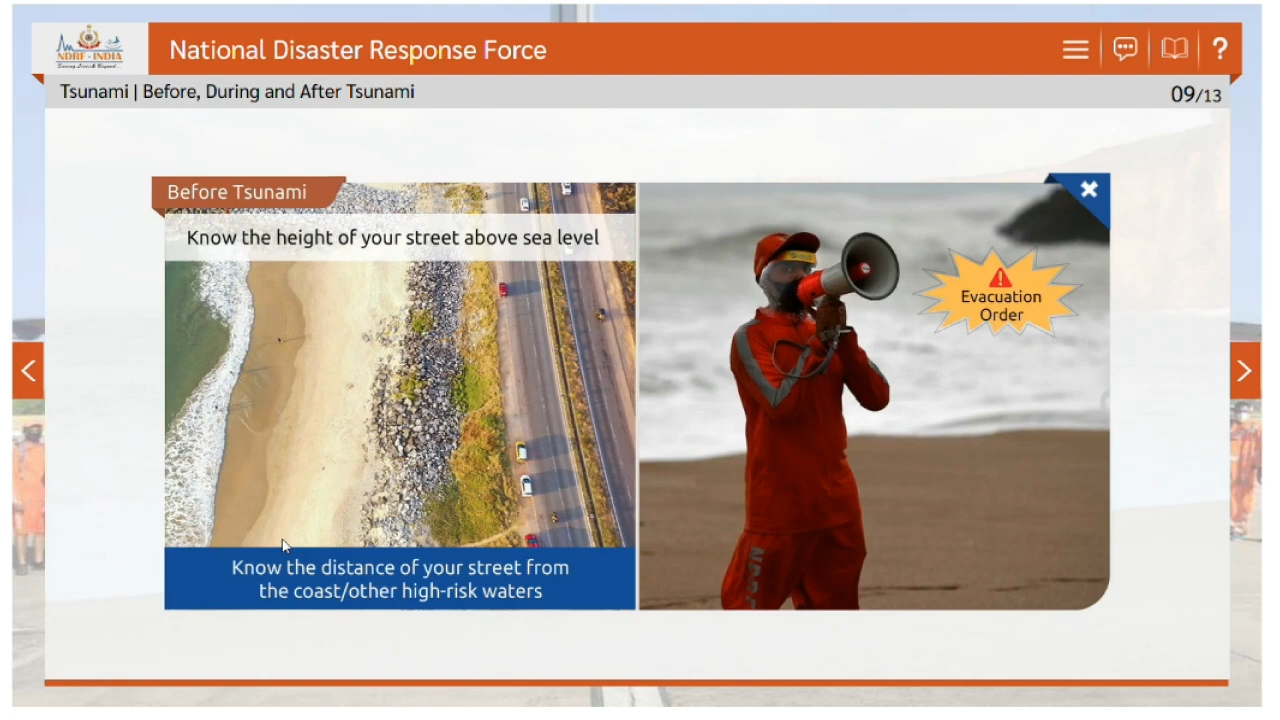 NDRF - INDIA
National Disaster Response Force
?
Tsunami | Before, During and After Tsunami
09/13
Before Tsunami
Know the height of your street above sea level
Evacuation
Order
Know the distance of your street from
the coast/other high-risk waters